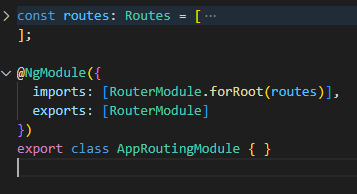 const routes: Routes = [ ⋯
];
@NgModule({
  imports: [RouterModule.forRoot(routes)],
  exports: [RouterModule]
})
export class AppRoutingModule { }